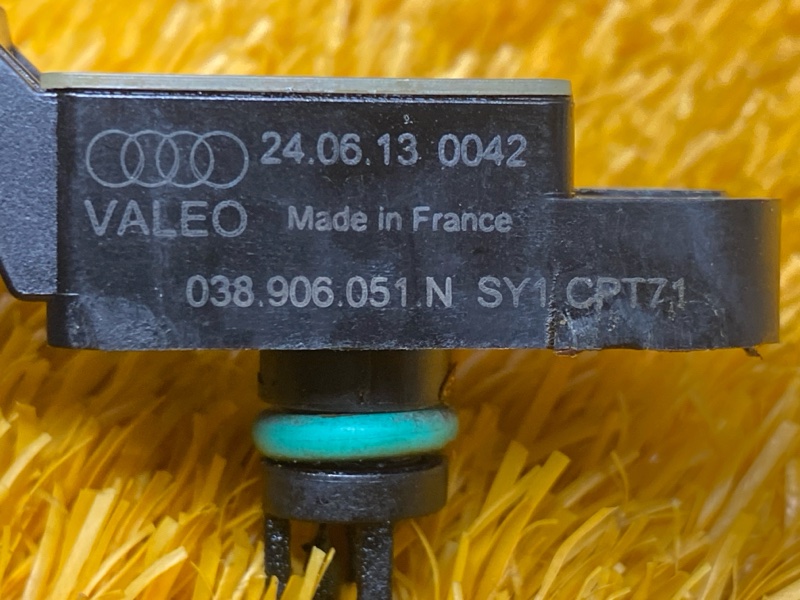 24.06.13 0042
VALEO Made in France
038.906.051 N SY1 CPT71